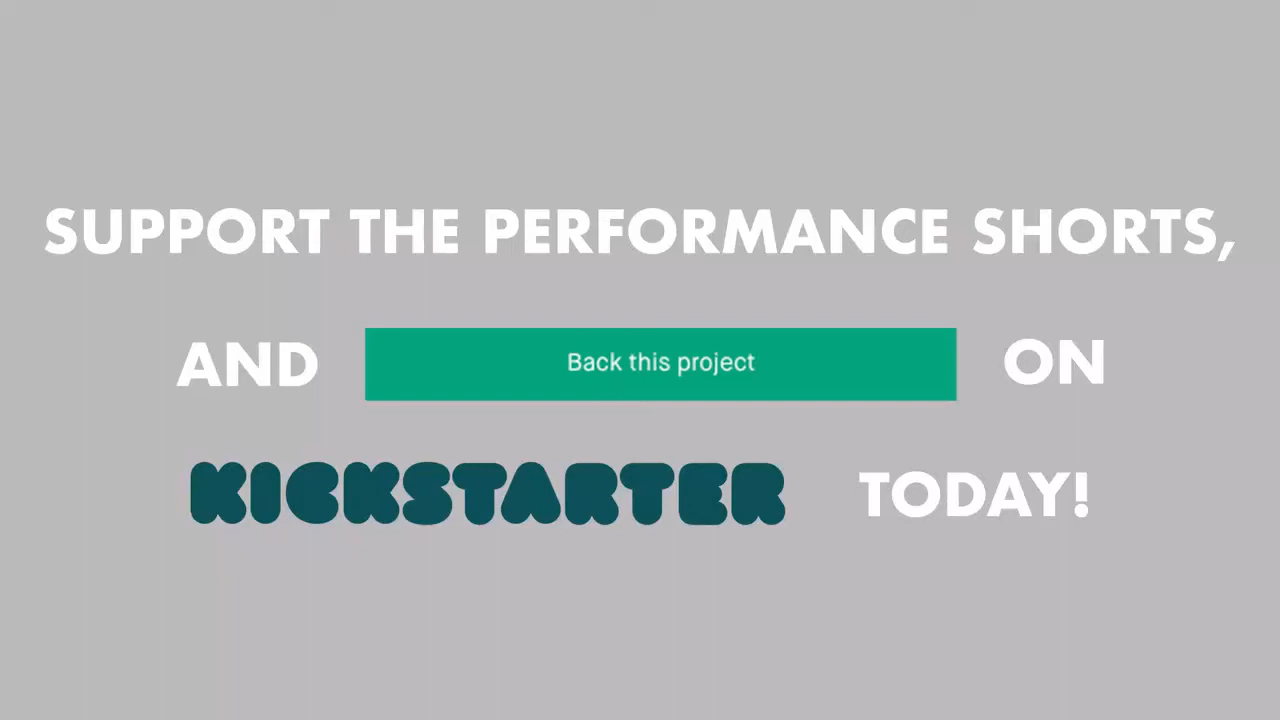 SUPPORT THE PERFORMANCE SHORTS,
AND Back this project ON
KICKSTARTER TODAY!